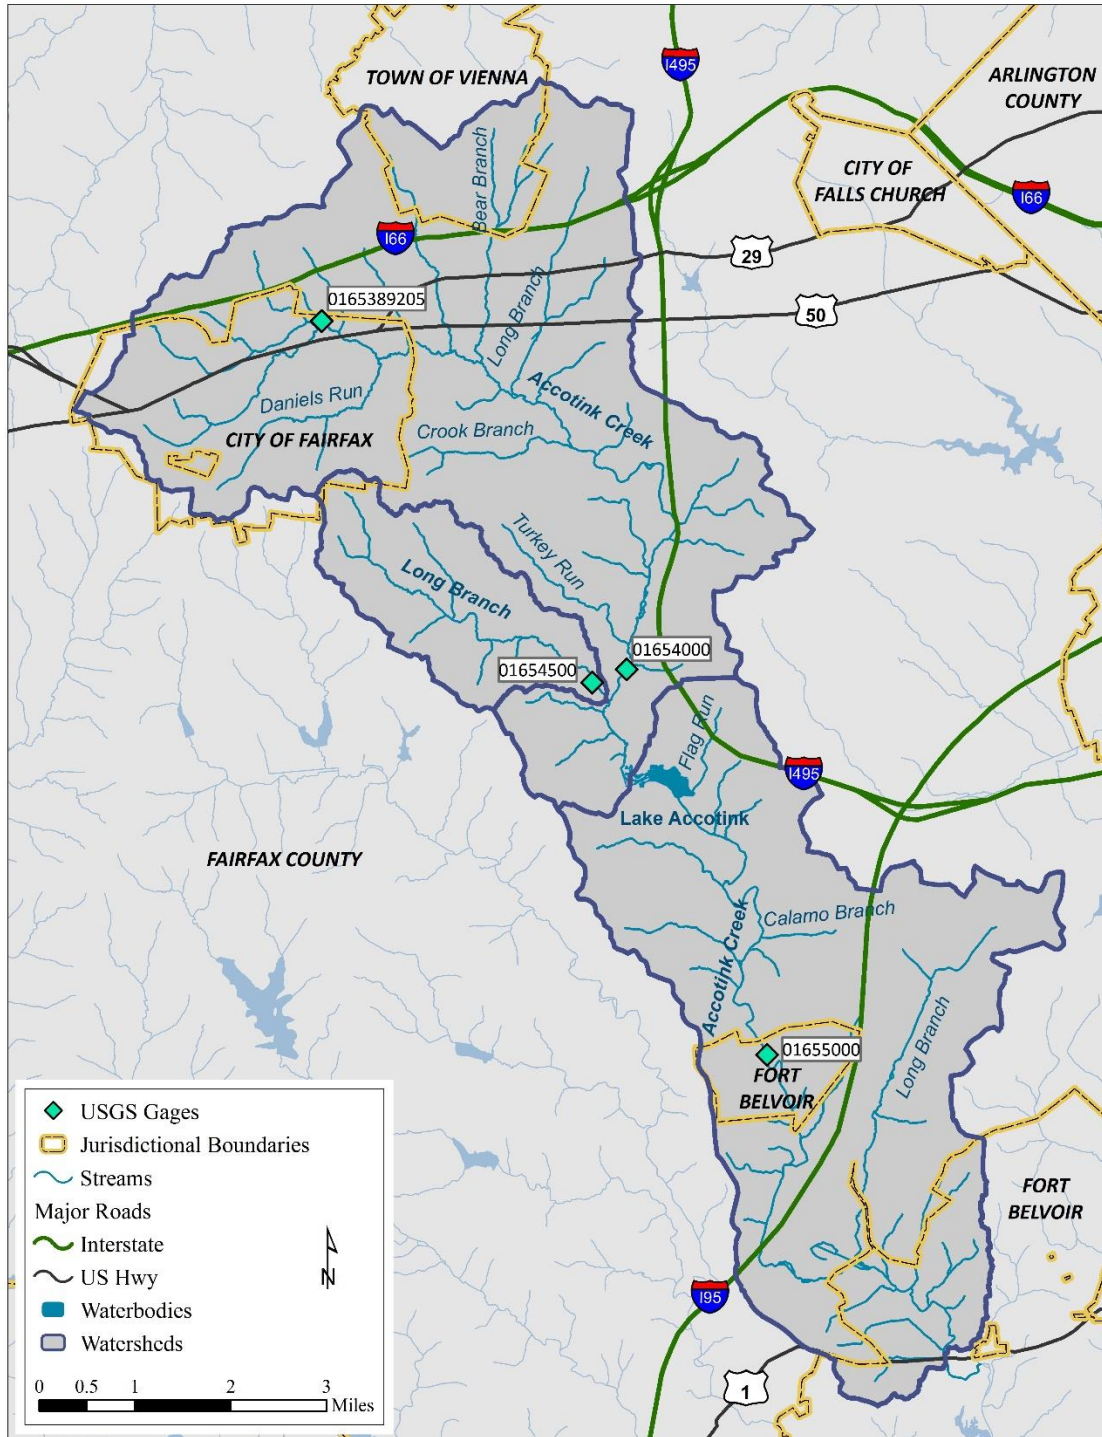 TOWN OF VIENNA
I495
ARLINGTON
COUNTY
Bear Branch
CITY OF
FALLS CHURCH
I66
I66
29
0165389205
50
Long Branch
Accotink Creek
Daniels Run
CITY OF FAIRFAX
Crook Branch
Turkey Run
Long Branch
01654000
01654500
Flag Run
I495
Lake Accotink
FAIRFAX COUNTY
Calamo Branch
Accotink Creek
Long Branch
01655000
FORT
BELVOIR
FORT
BELVOIR
I95
1
USGS Gages
Jurisdictional Boundaries
Streams
Major Roads
Interstate
US Hwy
Waterbodies
Watersheds
N
0 0.5 1 2 3
Miles